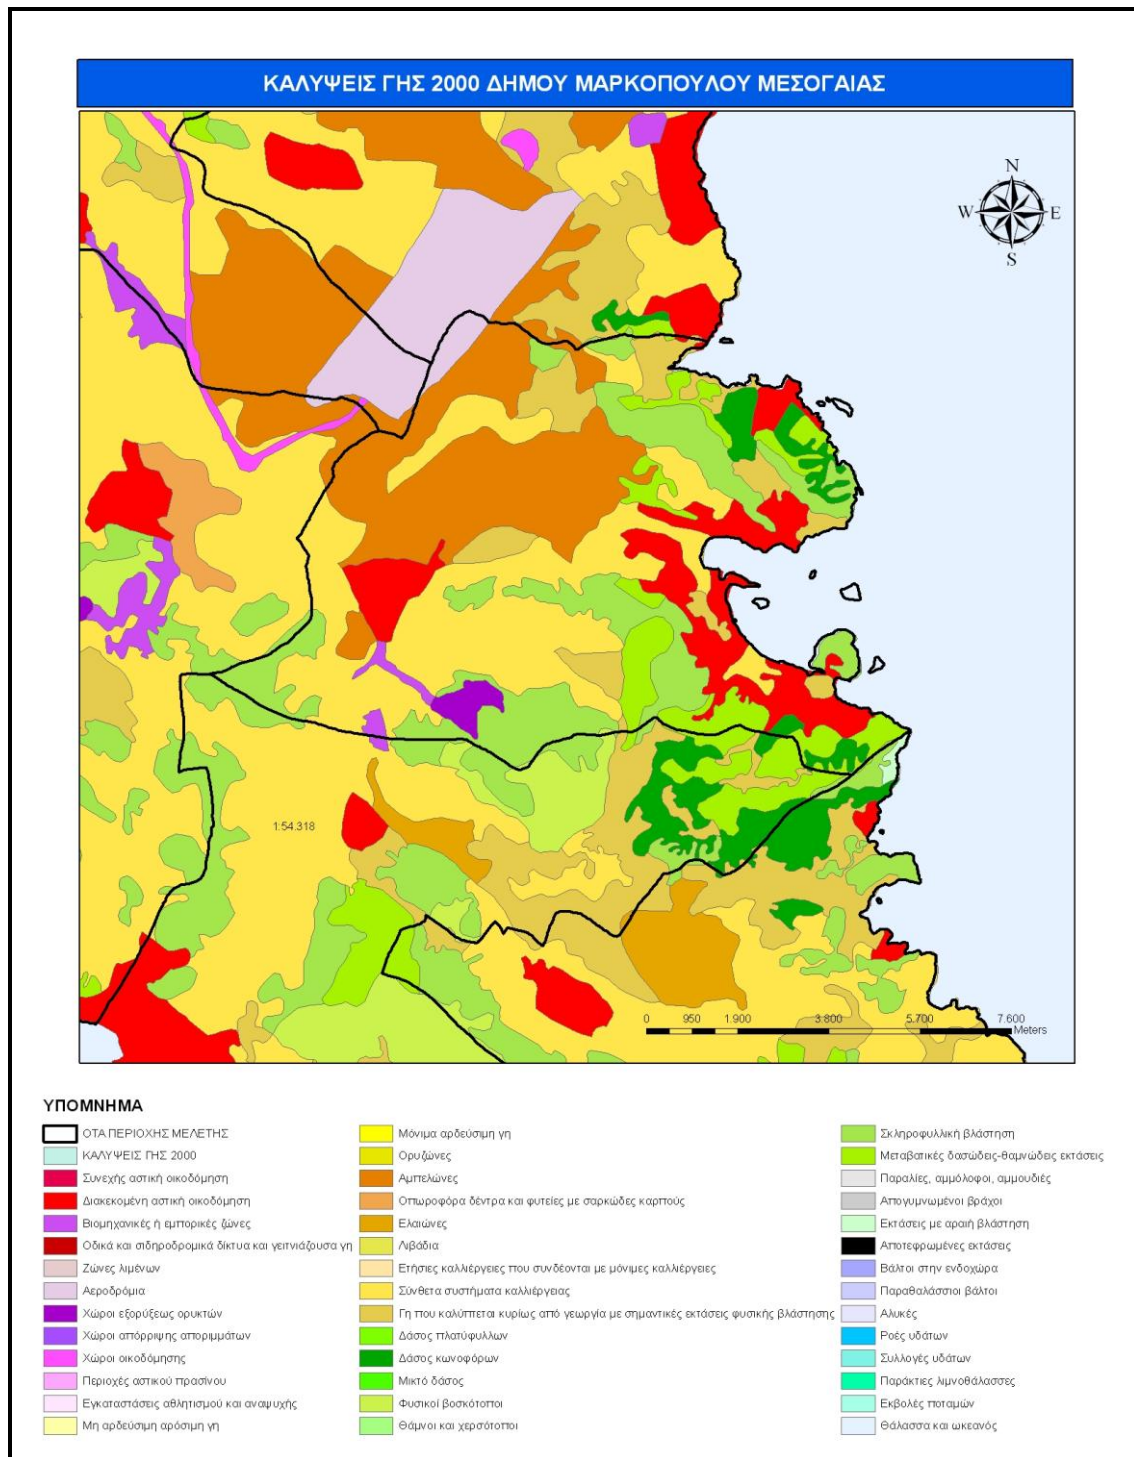 ΚΑΛΥΨΕΙΣ ΓΗΣ 2000 ΔΗΜΟΥ ΜΑΡΚΟΠΟΥΛΟΥ ΜΕΣΟΓΑΙΑΣ
N
W E
S
1:54.318
0 950 1.900 3.800 5.700 7.600
Meters
ΥΠΟΜΝΗΜΑ
ΟΤΑ ΠΕΡΙΟΧΗΣ ΜΕΛΕΤΗΣ
ΚΑΛΥΨΕΙΣ ΓΗΣ 2000
Συνεχής αστική οικοδόμηση
Διακεκομένη αστική οικοδόμηση
Βιομηχανικές ή εμπορικές ζώνες
Οδικά και σιδηροδρομικά δίκτυα και γειτνιάζουσα γη
Ζώνες λιμένων
Αεροδρόμια
Χώροι εξορύξεως ορυκτών
Χώροι απόρριψης απορριμμάτων
Χώροι οικοδόμησης
Περιοχές αστικού πρασίνου
Εγκαταστάσεις αθλητισμού και αναψυχής
Μη αρδεύσιμη αρόσιμη γη
Μόνιμα αρδεύσιμη γη
Ορυζώνες
Αμπελώνες
Οπωροφόρα δέντρα και φυτείες με σαρκώδες καρπούς
Ελαιώνες
Λιβάδια
Ετήσιες καλλιέργειες που συνδέονται με μόνιμες καλλιέργειες
Σύνθετα συστήματα καλλιέργειας
Γη που καλύπτεται κυρίως από γεωργία με σημαντικές εκτάσεις φυσικής βλάστησης
Δάσος πλατύφυλλων
Δάσος κωνοφόρων
Μικτό δάσος
Φυσικοί βοσκότοποι
Θάμνοι και χερσότοποι
Σκληροφυλλική βλάστηση
Μεταβατικές δασώδεις-θαμνώδεις εκτάσεις
Παραλίες, αμμόλοφοι, αμμουδιές
Απογυμνωμένοι βράχοι
Εκτάσεις με αραιή βλάστηση
Αποτεφρωμένες εκτάσεις
Βάλτοι στην ενδοχώρα
Παραθαλάσσιοι βάλτοι
Αλυκές
Ροές υδάτων
Συλλογές υδάτων
Παράκτιες λιμνοθάλασσες
Εκβολές ποταμών
Θάλασσα και ωκεανός